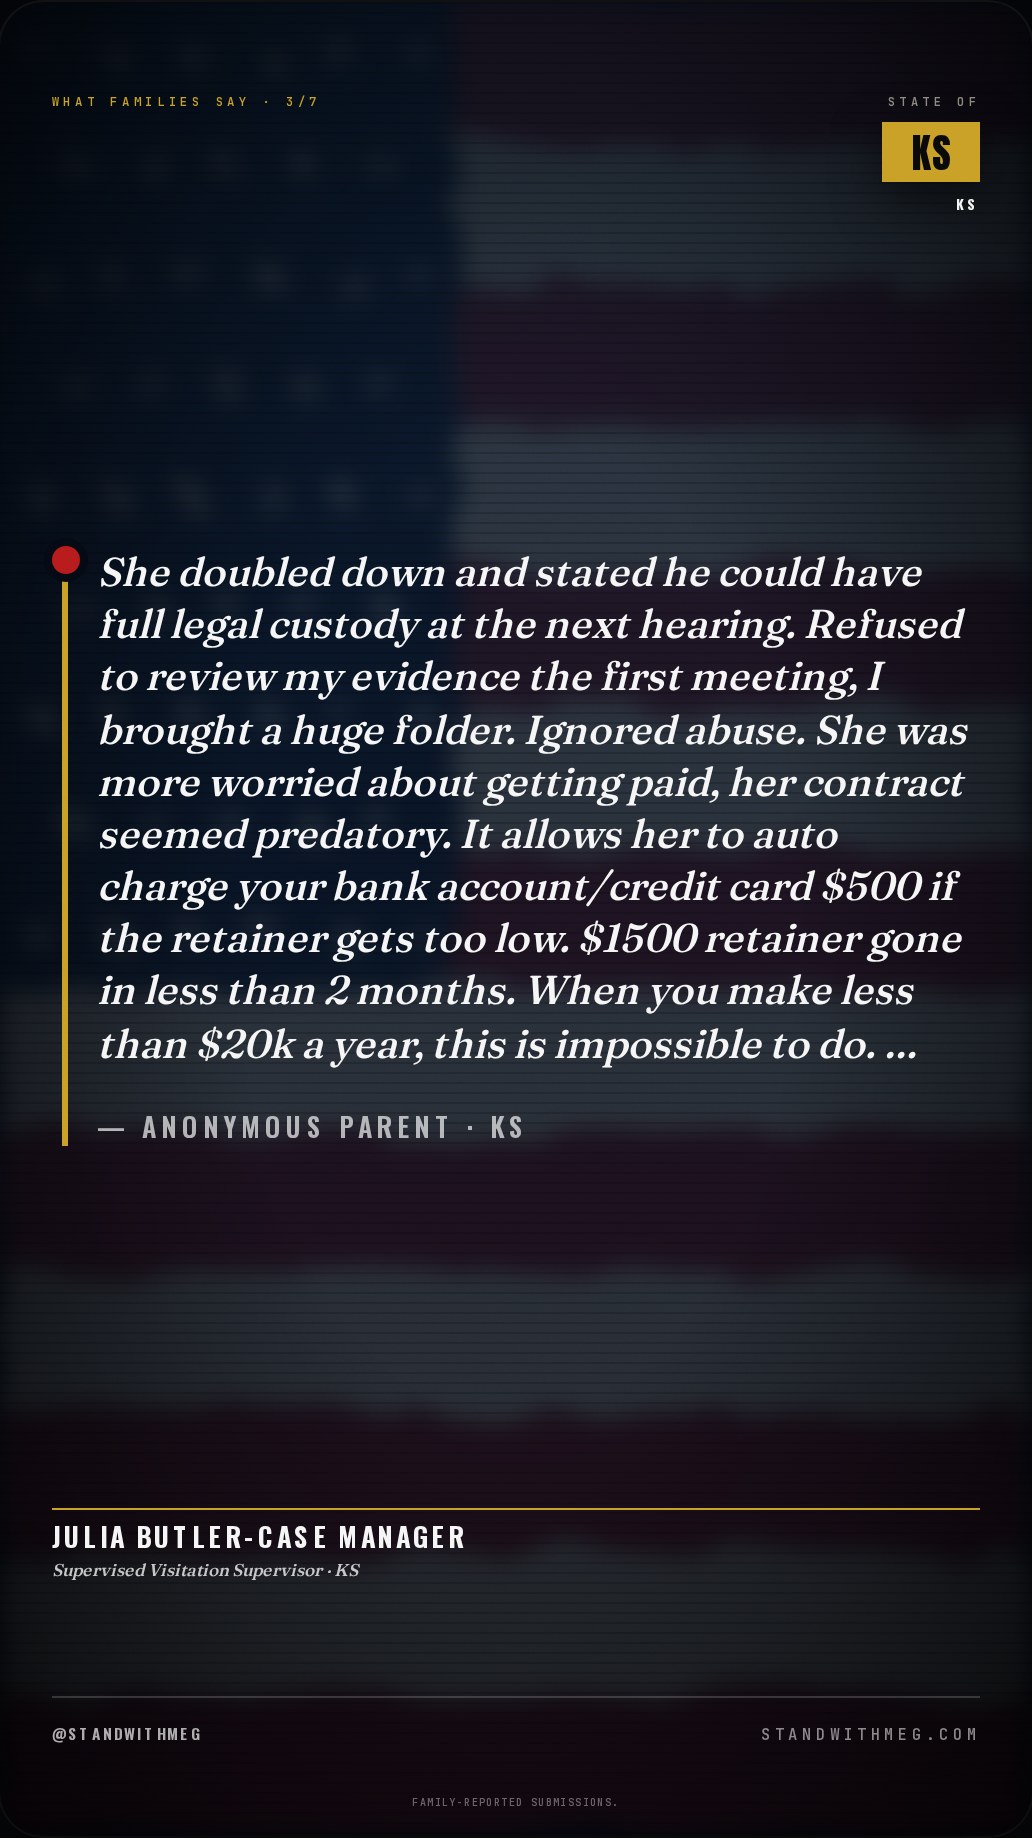 WHAT FAMILIES SAY · 3/7
STATE OF
KS
KS
She doubled down and stated he could have
full legal custody at the next hearing. Refused
to review my evidence the first meeting, I
brought a huge folder. Ignored abuse. She was
more worried about getting paid, her contract
seemed predatory. It allows her to auto
charge your bank account/credit card $500 if
the retainer gets too low. $1500 retainer gone
in less than 2 months. When you make less
than $20k a year, this is impossible to do. ...
— ANONYMOUS PARENT · KS
JULIA BUTLER-CASE MANAGER
Supervised Visitation Supervisor · KS
@STANDWITHMEG
STANDWITHMEG.COM
FAMILY-REPORTED SUBMISSIONS.